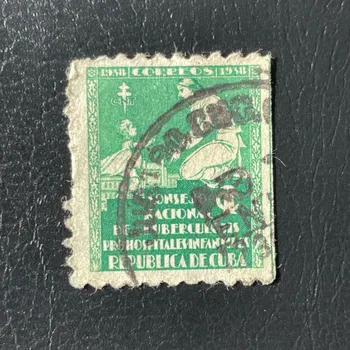 1938 CORREOS 1938
CONSEJO
NACIONAL
DE TUBERCULOSIS
PRO HOSPITALES INFANTILES
REPUBLICA DE CUBA